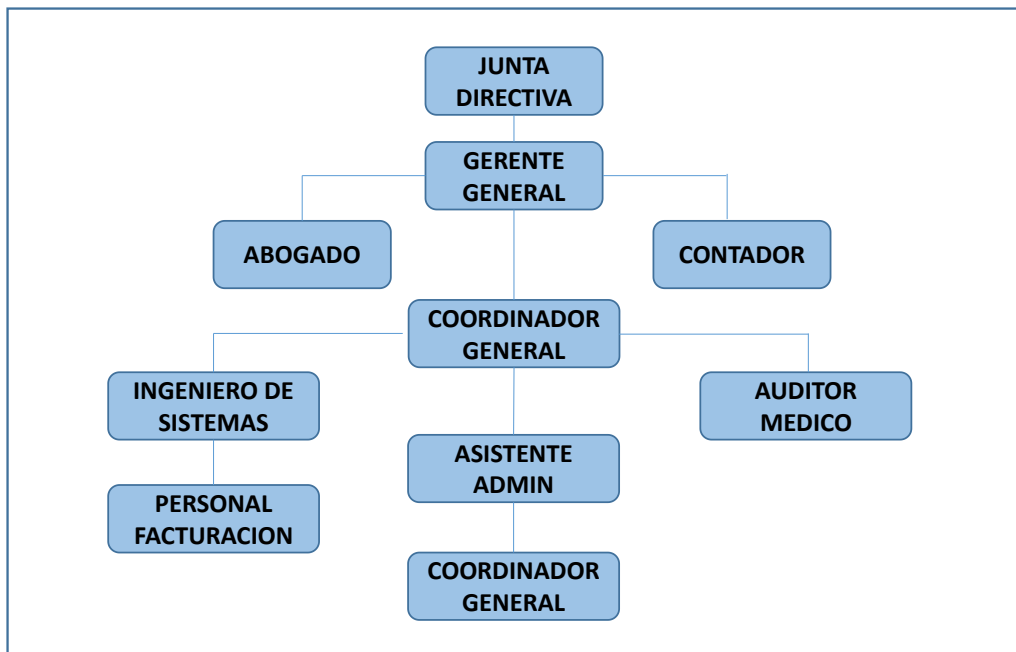 JUNTA
DIRECTIVA
GERENTE
GENERAL
ABOGADO
CONTADOR
COORDINADOR
GENERAL
INGENIERO DE
SISTEMAS
AUDITOR
MEDICO
ASISTENTE
ADMIN
PERSONAL
FACTURACION
COORDINADOR
GENERAL